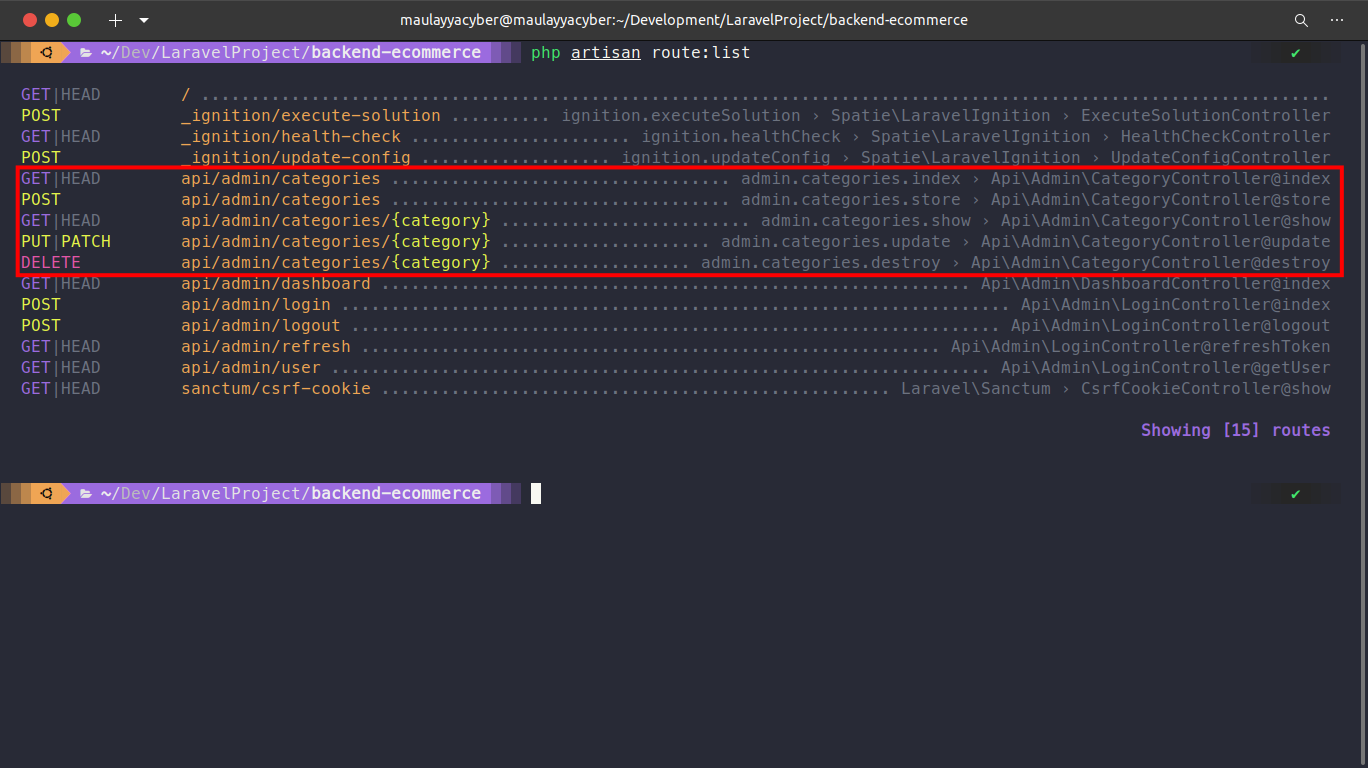 maulayyacyber@maulayyacyber:~/Development/LaravelProject/backend-ecommerce
~/Dev/LaravelProject/backend-ecommerce php artisan route:list ✔
GET|HEAD / .................................................................................................................
POST _ignition/execute-solution .......... ignition.executeSolution › Spatie\LaravelIgnition › ExecuteSolutionController
GET|HEAD _ignition/health-check ...................... ignition.healthCheck › Spatie\LaravelIgnition › HealthCheckController
POST _ignition/update-config ................... ignition.updateConfig › Spatie\LaravelIgnition › UpdateConfigController
GET|HEAD api/admin/categories .................................. admin.categories.index › Api\Admin\CategoryController@index
POST api/admin/categories .................................. admin.categories.store › Api\Admin\CategoryController@store
GET|HEAD api/admin/categories/{category} .......................... admin.categories.show › Api\Admin\CategoryController@show
PUT|PATCH api/admin/categories/{category} ...................... admin.categories.update › Api\Admin\CategoryController@update
DELETE api/admin/categories/{category} .................... admin.categories.destroy › Api\Admin\CategoryController@destroy
GET|HEAD api/admin/dashboard ........................................................... Api\Admin\DashboardController@index
POST api/admin/login ................................................................... Api\Admin\LoginController@index
POST api/admin/logout ................................................................. Api\Admin\LoginController@logout
GET|HEAD api/admin/refresh .......................................................... Api\Admin\LoginController@refreshToken
GET|HEAD api/admin/user .................................................................. Api\Admin\LoginController@getUser
GET|HEAD sanctum/csrf-cookie ................................................... Laravel\Sanctum › CsrfCookieController@show
Showing [15] routes
~/Dev/LaravelProject/backend-ecommerce ✔